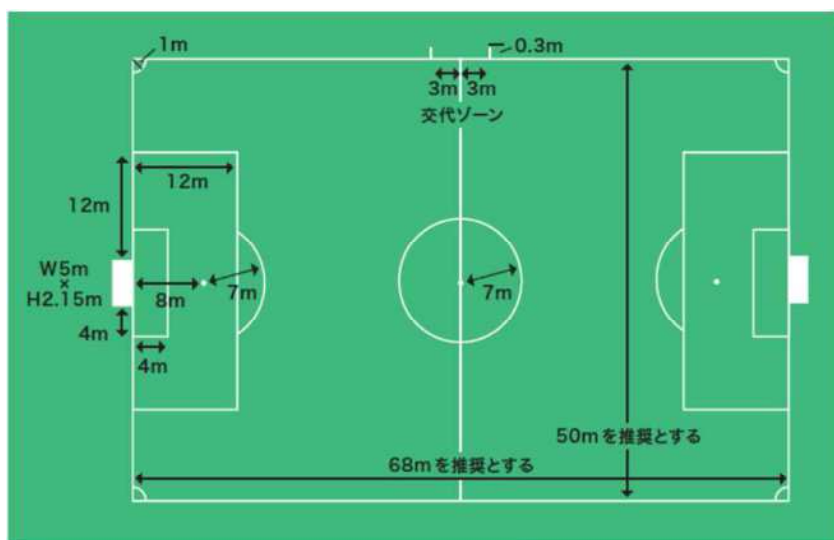 1m
0.3m
3m 3m
交代ゾーン
12m
12m
W5m
×
H2.15m
8m
7m
7m
4m
4m
50mを推奨とする
68mを推奨とする